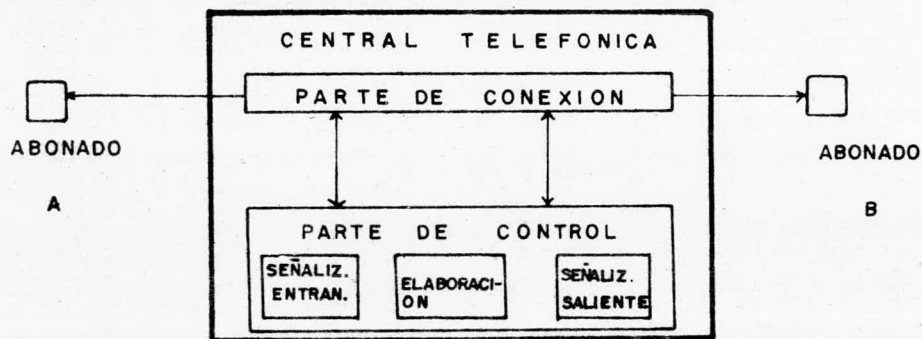 CENTRAL TELEFONICA
PARTE DE CONEXION
ABONADO
A
ABONADO
B
PARTE DE CONTROL
SEÑALIZ.
ENTRAN.
ELABORACI-
ON
SEÑALIZ.
SALIENTE